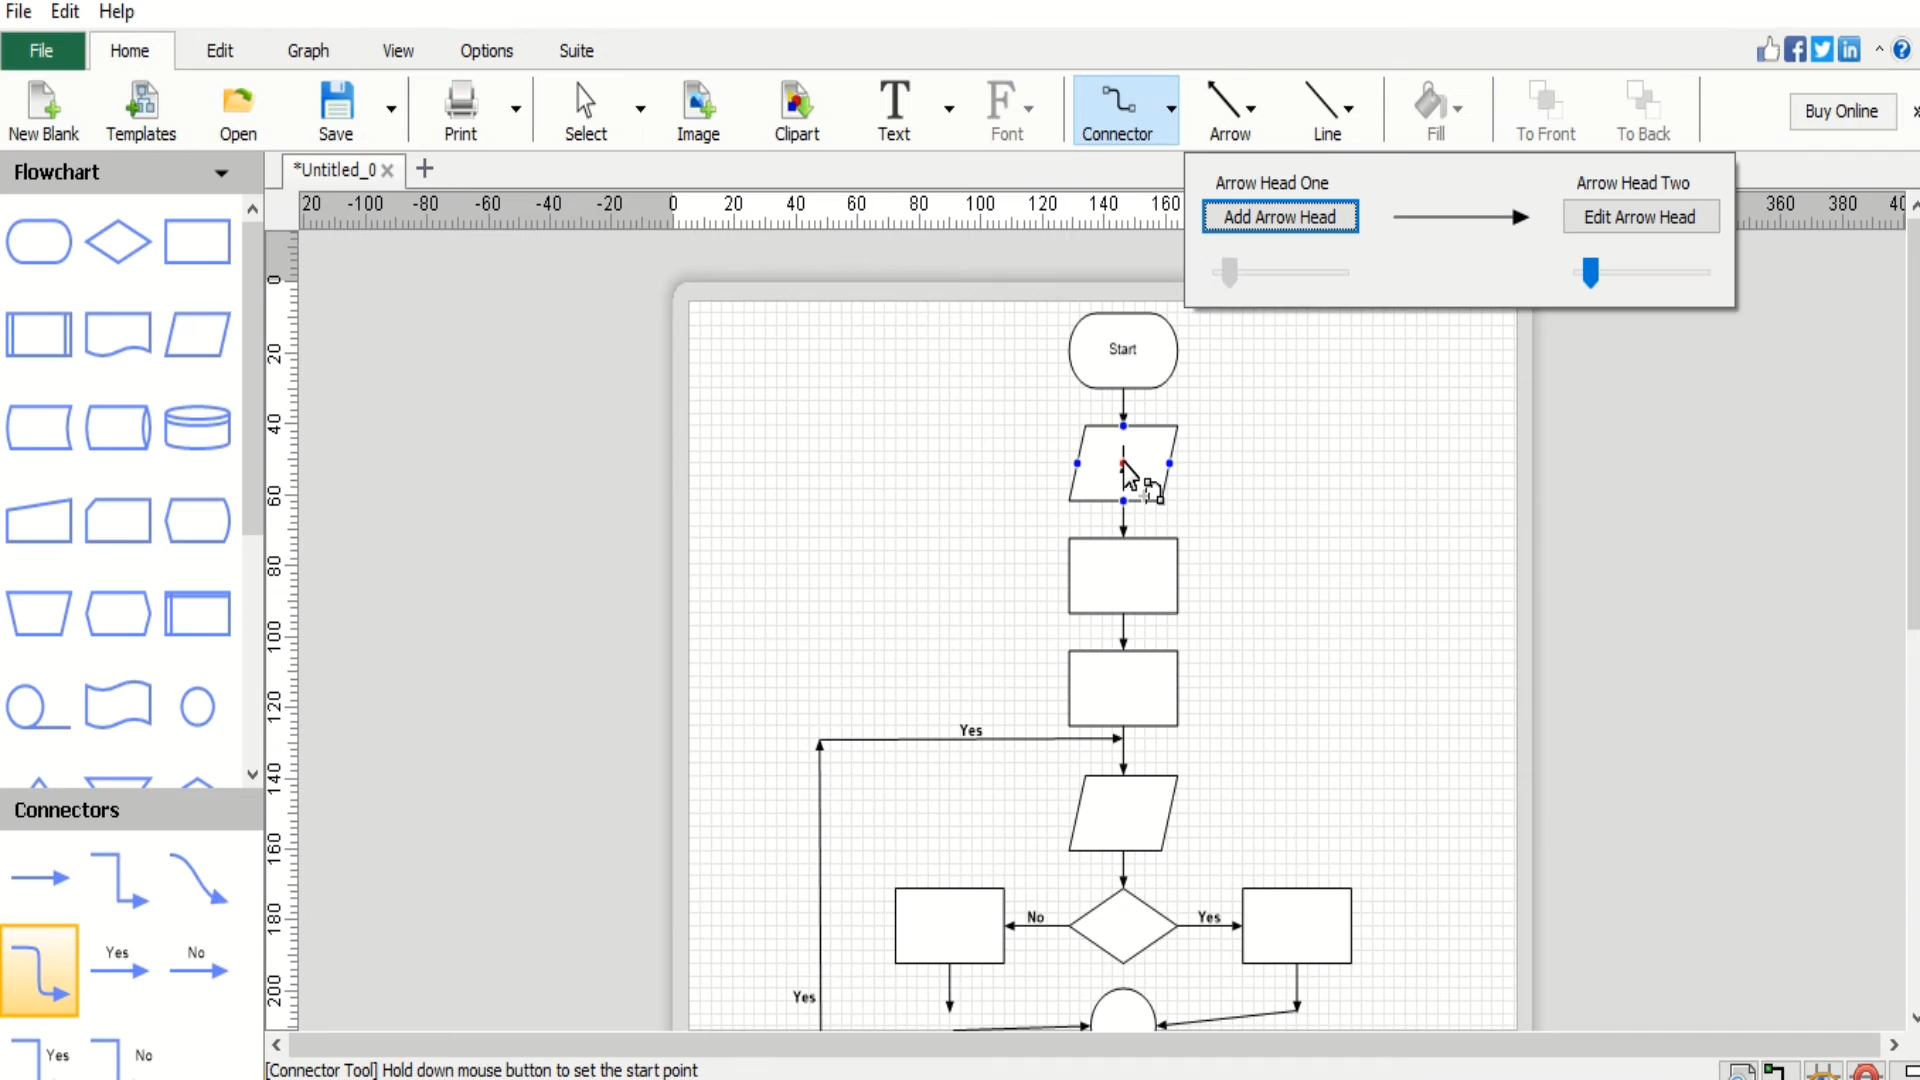 File Edit Help
File Home Edit Graph View Options Suite
New Blank Templates Open Save Print Select Image Clipart Text Font Connector Arrow Line Fill To Front To Back Buy Online
Flowchart
*Untitled_0
20 -100 -80 -60 -40 -20 0 20 40 60 80 100 120 140 160 360 380 40
Arrow Head One Arrow Head Two
Add Arrow Head Edit Arrow Head
0
20
40
60
80
100
120
140
160
180
200
Start
Yes
No Yes
Yes
Connectors
Yes No
Yes No
[Connector Tool] Hold down mouse button to set the start point